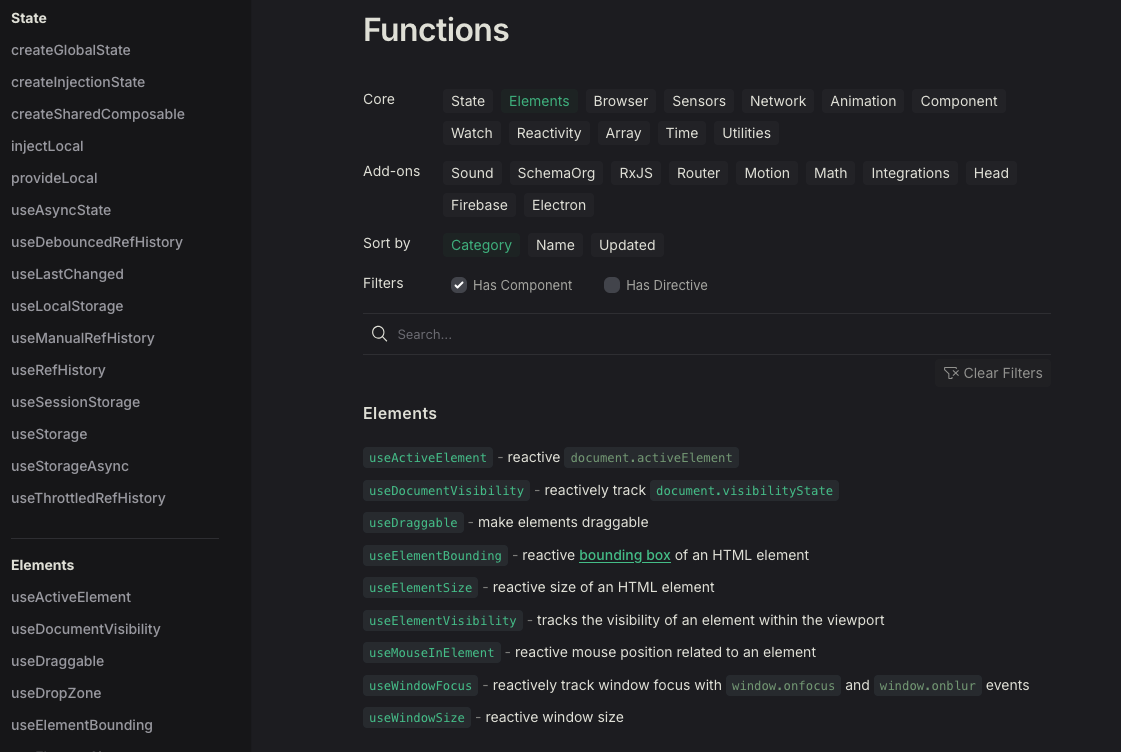 State
createGlobalState
createInjectionState
createSharedComposable
injectLocal
provideLocal
useAsyncState
useDebouncedRefHistory
useLastChanged
useLocalStorage
useManualRefHistory
useRefHistory
useSessionStorage
useStorage
useStorageAsync
useThrottledRefHistory
Elements
useActiveElement
useDocumentVisibility
useDraggable
useDropZone
useElementBounding
Functions
Core State Elements Browser Sensors Network Animation Component
Watch Reactivity Array Time Utilities
Add-ons Sound SchemaOrg RxJS Router Motion Math Integrations Head
Firebase Electron
Sort by Category Name Updated
Filters Has Component Has Directive
Search...
Clear Filters
Elements
useActiveElement - reactive document.activeElement
useDocumentVisibility - reactively track document.visibilityState
useDraggable - make elements draggable
useElementBounding - reactive bounding box of an HTML element
useElementSize - reactive size of an HTML element
useElementVisibility - tracks the visibility of an element within the viewport
useMouseInElement - reactive mouse position related to an element
useWindowFocus - reactively track window focus with window.onfocus and window.onblur events
useWindowSize - reactive window size